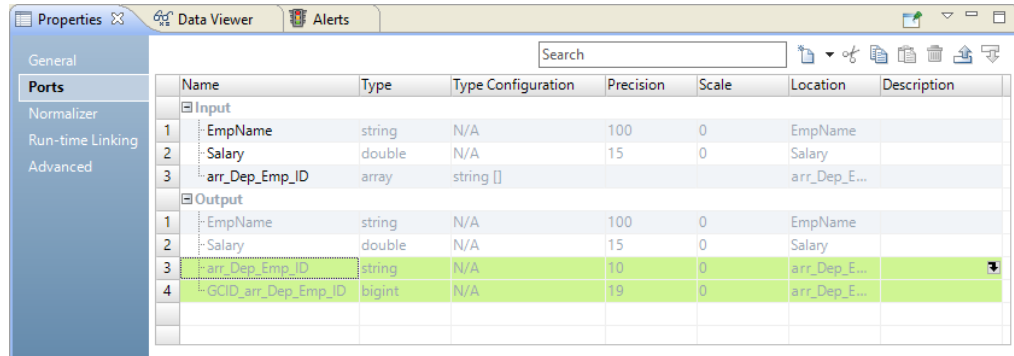 Properties Data Viewer Alerts
Search
General
Ports
Normalizer
Run-time Linking
Advanced
Name Type Type Configuration Precision Scale Location Description
Input
1 EmpName string N/A 100 0 EmpName
2 Salary double N/A 15 0 Salary
3 arr_Dep_Emp_ID array string [] arr_Dep_E...
Output
1 EmpName string N/A 100 0 EmpName
2 Salary double N/A 15 0 Salary
3 arr_Dep_Emp_ID string N/A 10 0 arr_Dep_E...
4 GCID_arr_Dep_Emp_ID bigint N/A 19 0 arr_Dep_E...